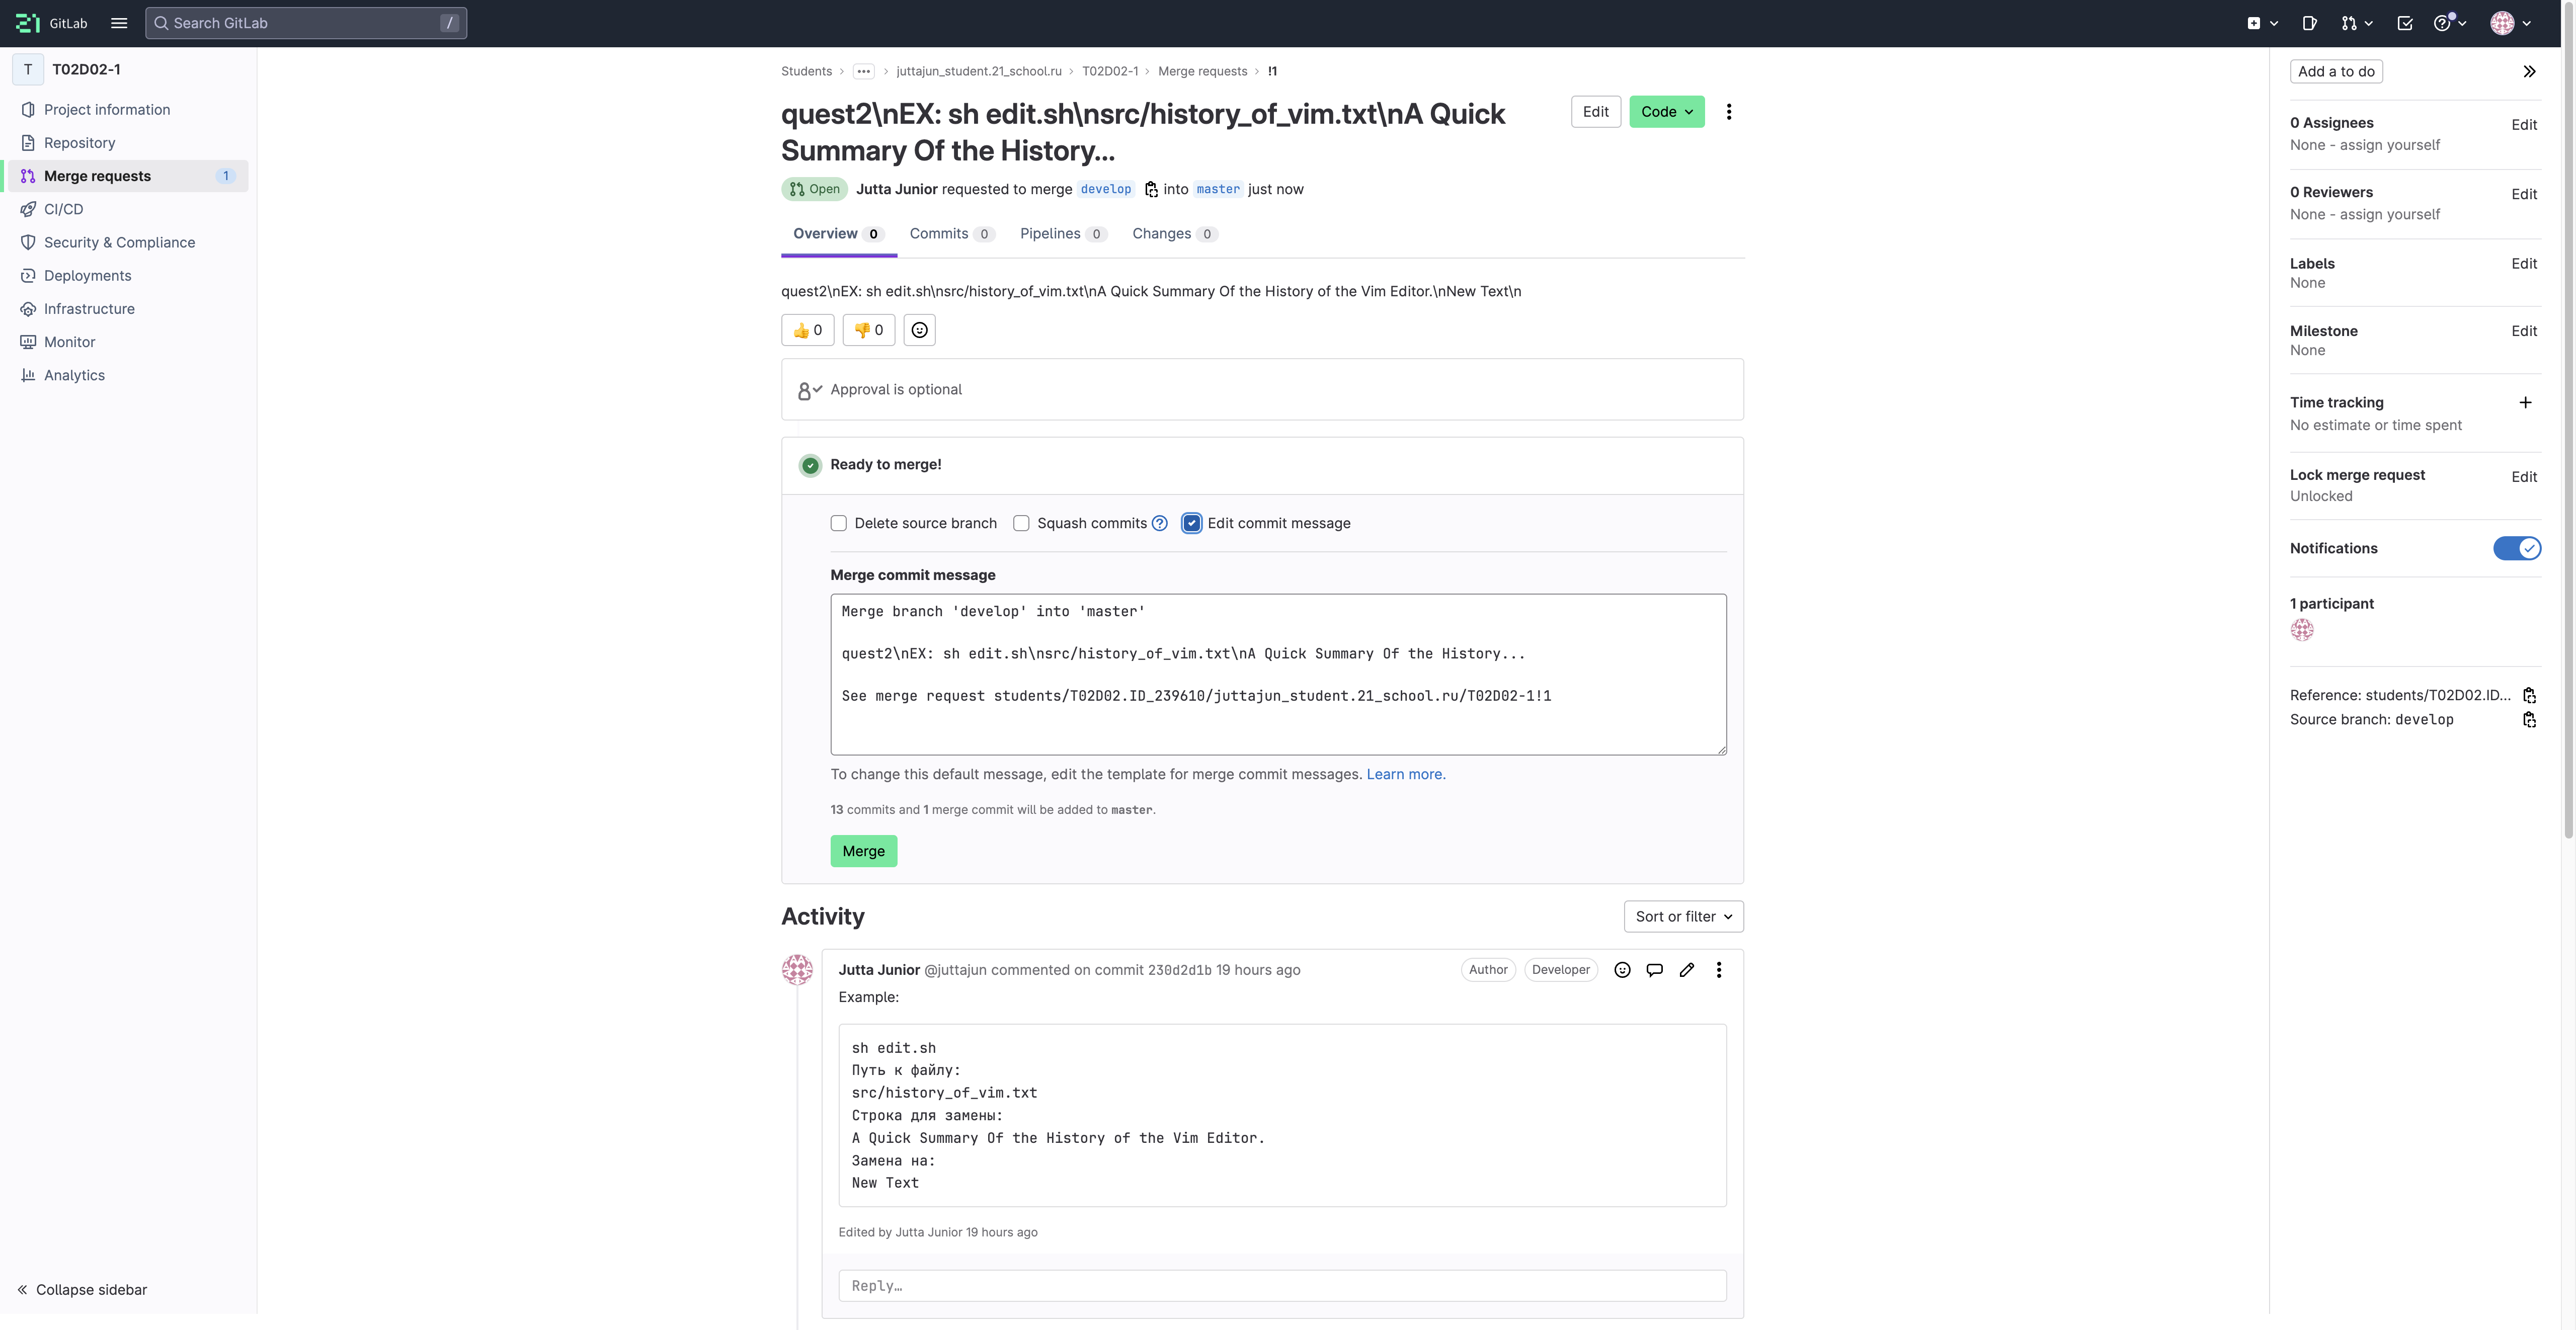 GitLab
Search GitLab
/
T
T02D02-1
Project information
Repository
Merge requests
1
CI/CD
Security & Compliance
Deployments
Infrastructure
Monitor
Analytics
Collapse sidebar
Students › ... › juttajun_student.21_school.ru › T02D02-1 › Merge requests › !1
quest2\nEX: sh edit.sh\nsrc/history_of_vim.txt\nA Quick
Summary Of the History...
Edit
Code
Open
Jutta Junior requested to merge develop into master just now
Overview 0
Commits 0
Pipelines 0
Changes 0
quest2\nEX: sh edit.sh\nsrc/history_of_vim.txt\nA Quick Summary Of the History of the Vim Editor.\nNew Text\n
👍 0
👎 0
Approval is optional
Ready to merge!
Delete source branch
Squash commits ?
Edit commit message
Merge commit message
Merge branch 'develop' into 'master'
quest2\nEX: sh edit.sh\nsrc/history_of_vim.txt\nA Quick Summary Of the History...
See merge request students/T02D02.ID_239610/juttajun_student.21_school.ru/T02D02-1!1
To change this default message, edit the template for merge commit messages. Learn more.
13 commits and 1 merge commit will be added to master.
Merge
Activity
Sort or filter
Jutta Junior @juttajun commented on commit 230d2d1b 19 hours ago
Author
Developer
Example:
sh edit.sh
Путь к файлу:
src/history_of_vim.txt
Строка для замены:
A Quick Summary Of the History of the Vim Editor.
Замена на:
New Text
Edited by Jutta Junior 19 hours ago
Reply…
Add a to do
0 Assignees
Edit
None - assign yourself
0 Reviewers
Edit
None - assign yourself
Labels
Edit
None
Milestone
Edit
None
Time tracking
+
No estimate or time spent
Lock merge request
Edit
Unlocked
Notifications
1 participant
Reference: students/T02D02.ID...
Source branch: develop